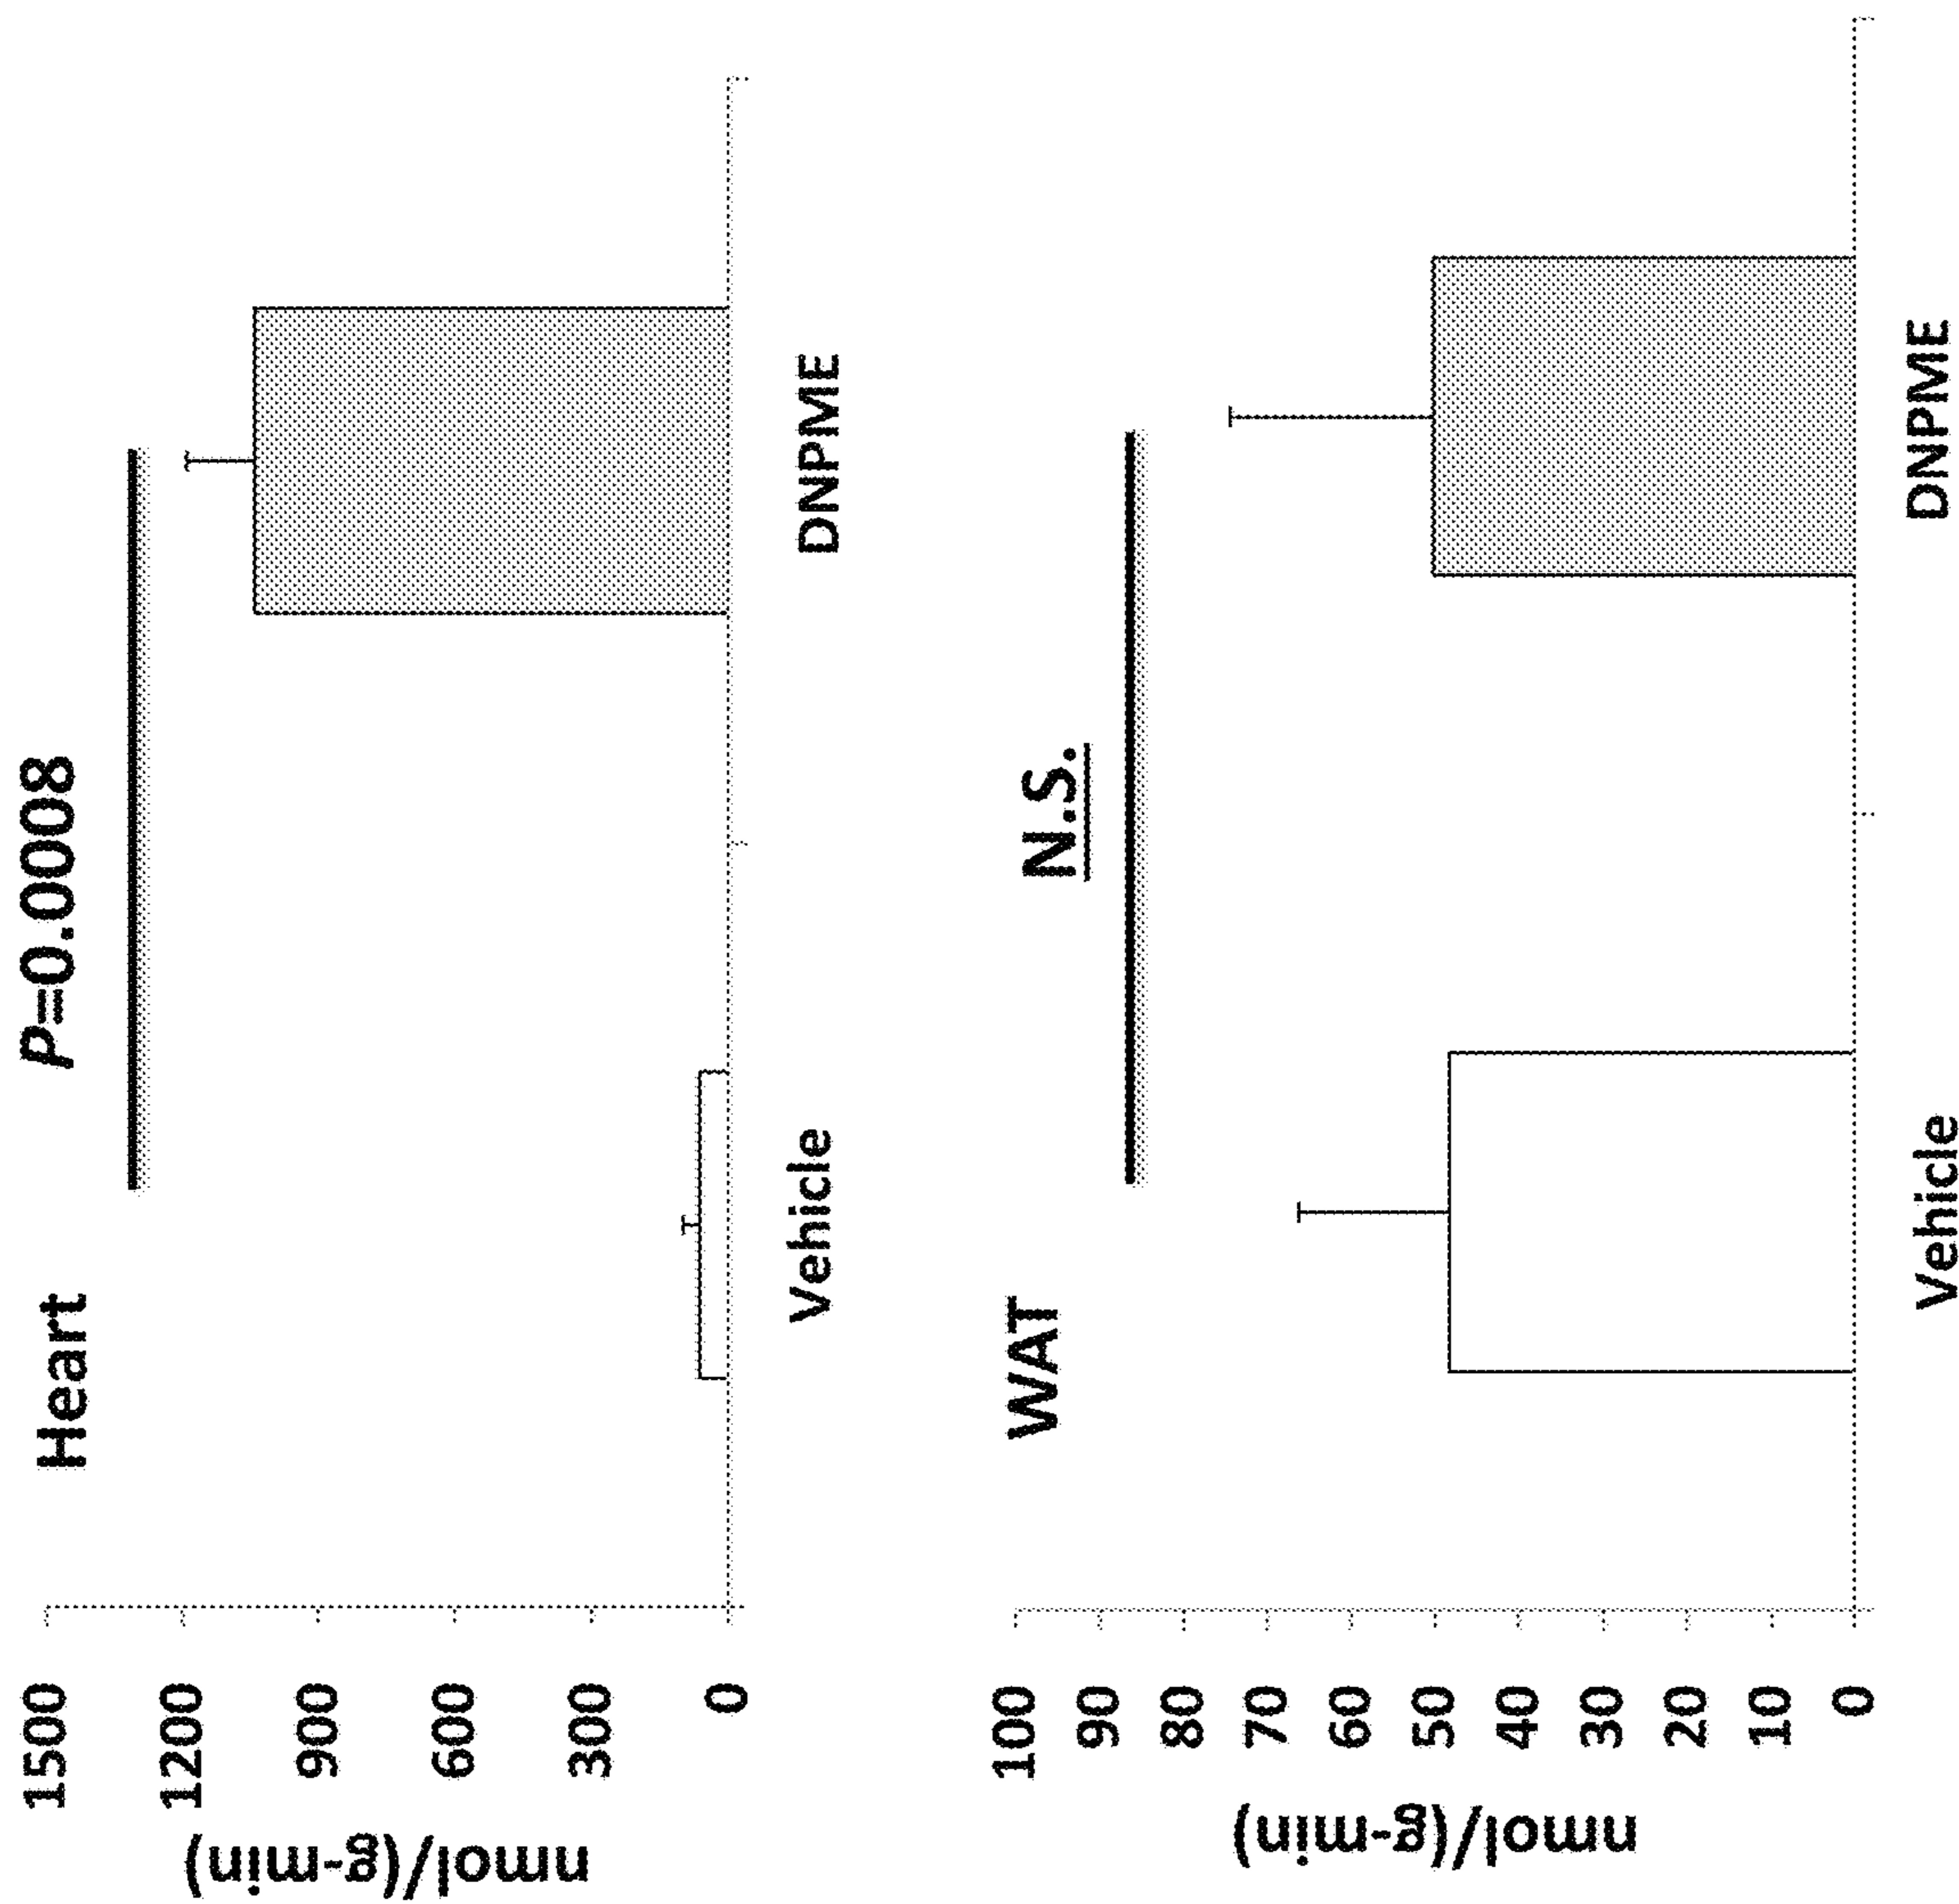 Heart
P=0.0008
1500
1200
900
600
300
0
nmol/(g-min)
Vehicle
DNPME
WAT
N.S.
100
90
80
70
60
50
40
30
20
10
0
nmol/(g-min)
Vehicle
DNPME